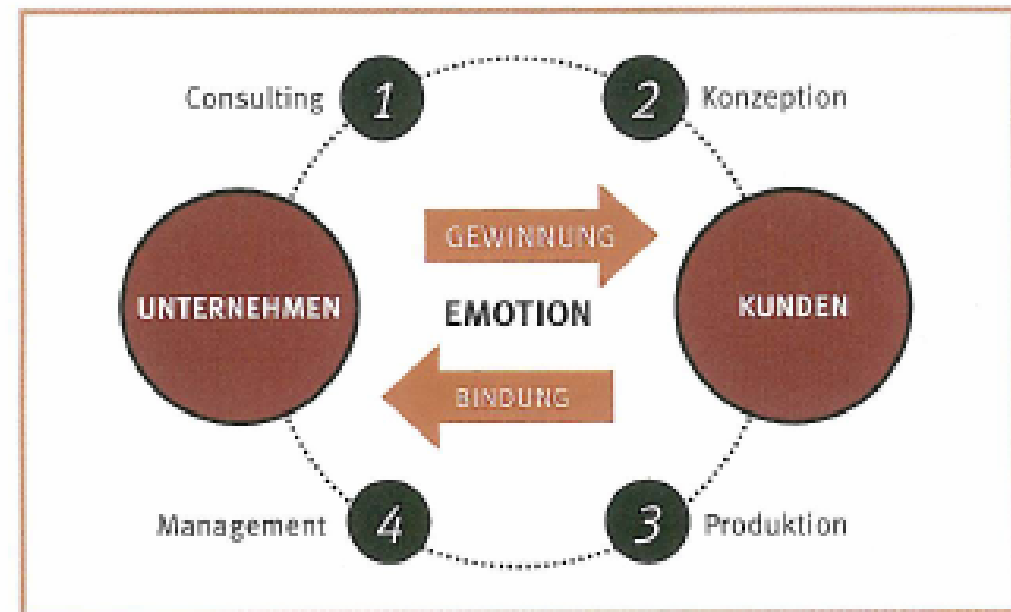 Consulting 1 2 Konzeption
GEWINNUNG
UNTERNEHMEN EMOTION KUNDEN
BINDUNG
Management 4 3 Produktion